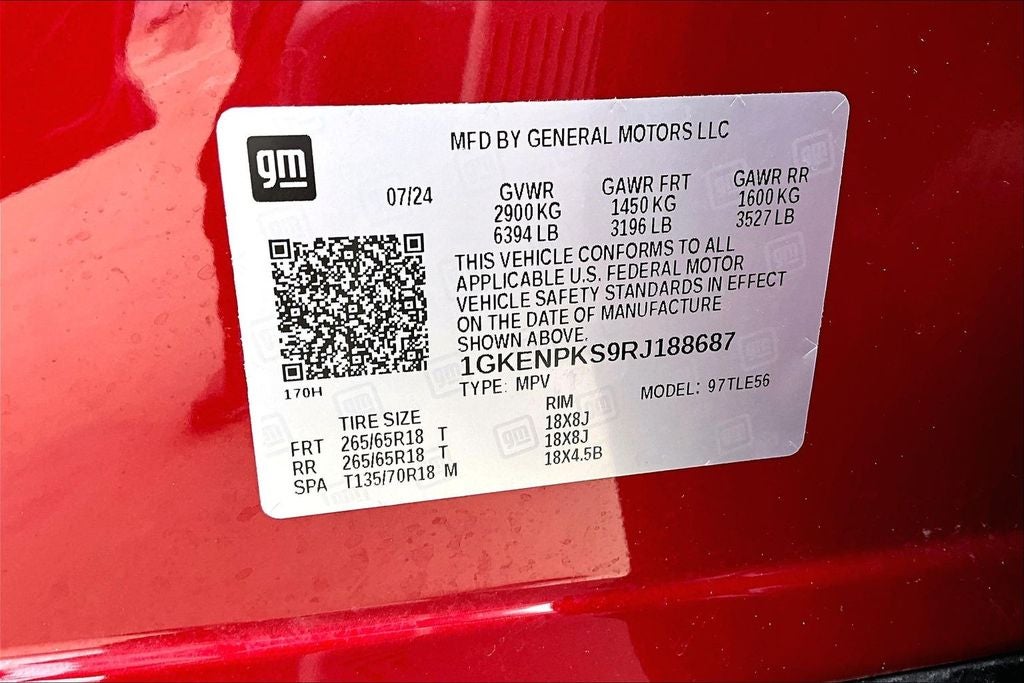 gm
MFD BY GENERAL MOTORS LLC
07/24
GVWR GAWR FRT GAWR RR
2900 KG 1450 KG 1600 KG
6394 LB 3196 LB 3527 LB
THIS VEHICLE CONFORMS TO ALL
APPLICABLE U.S. FEDERAL MOTOR
VEHICLE SAFETY STANDARDS IN EFFECT
ON THE DATE OF MANUFACTURE
SHOWN ABOVE.
1GKENPKS9RJ188687
TYPE: MPV MODEL: 97TLE56
170H
TIRE SIZE RIM
FRT 265/65R18 T 18X8J
RR 265/65R18 T 18X8J
SPA T135/70R18 M 18X4.5B